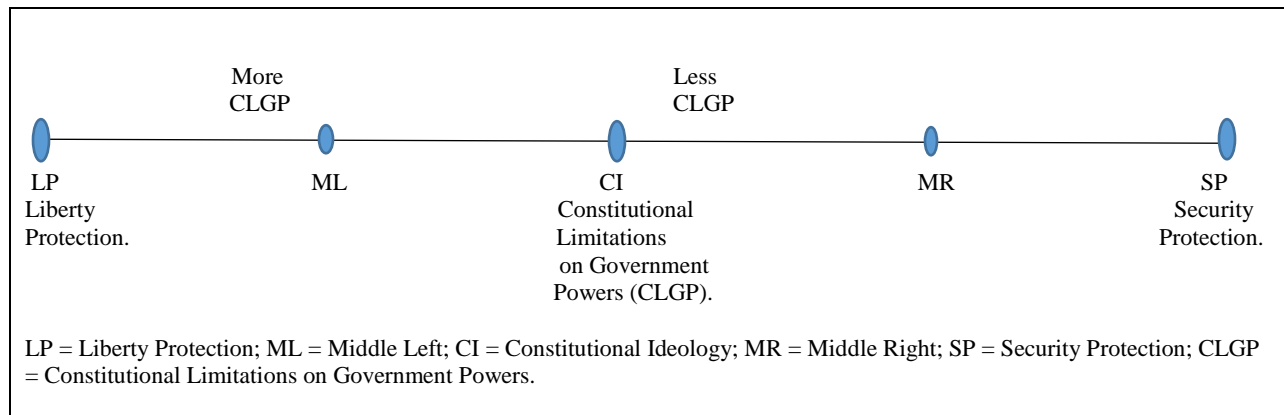 More
CLGP
Less
CLGP
LP
Liberty
Protection.
ML
CI
Constitutional
Limitations
on Government
Powers (CLGP).
MR
SP
Security
Protection.
LP = Liberty Protection; ML = Middle Left; CI = Constitutional Ideology; MR = Middle Right; SP = Security Protection; CLGP
= Constitutional Limitations on Government Powers.